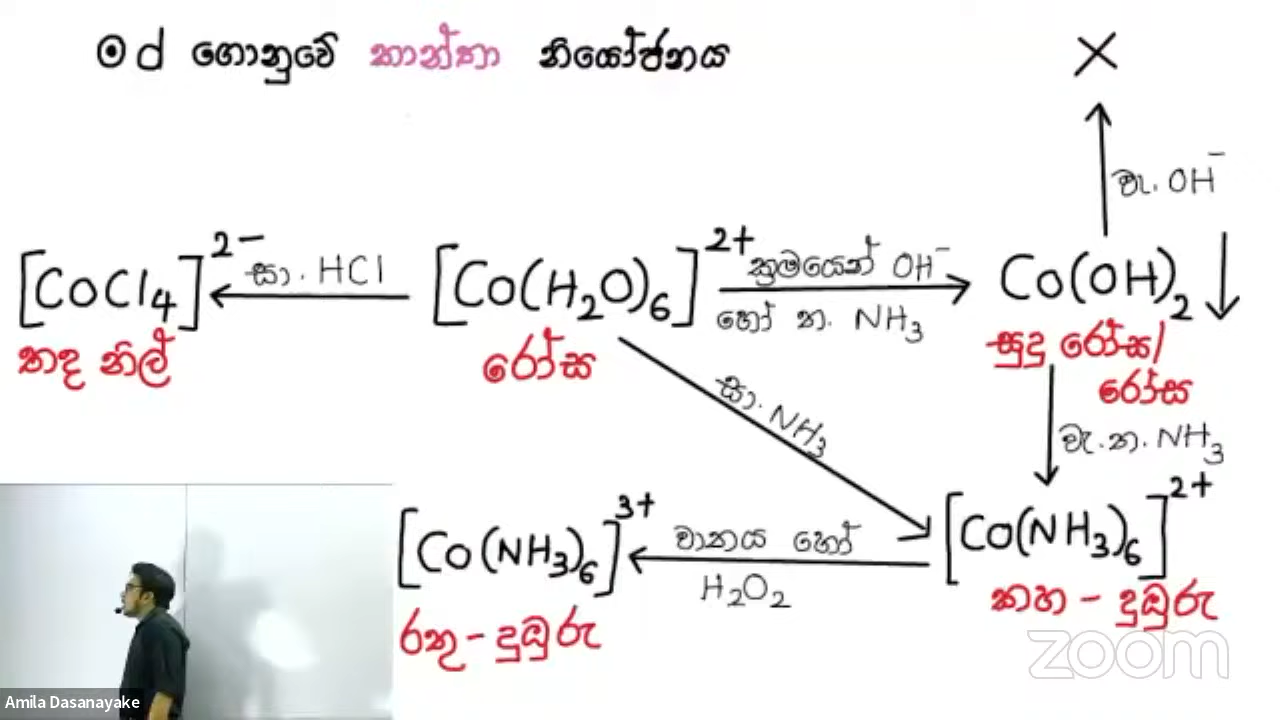 ⊙ d ගොනුවේ කාන්තා නියෝජනය
×
වැ. OH⁻
[CoCl₄]²⁻
සා. HCl
[Co(H₂O)₆]²⁺
ක්‍රමයෙන් OH⁻
හෝ ත. NH₃
Co(OH)₂ ↓
තද නිල්
රෝස
සුදු රෝස/
රෝස
සා. NH₃
වැ. ත. NH₃
[Co(NH₃)₆]³⁺
වාතය හෝ
H₂O₂
[Co(NH₃)₆]²⁺
රතු - දුඹුරු
කහ - දුඹුරු
zoom
Amila Dasanayake